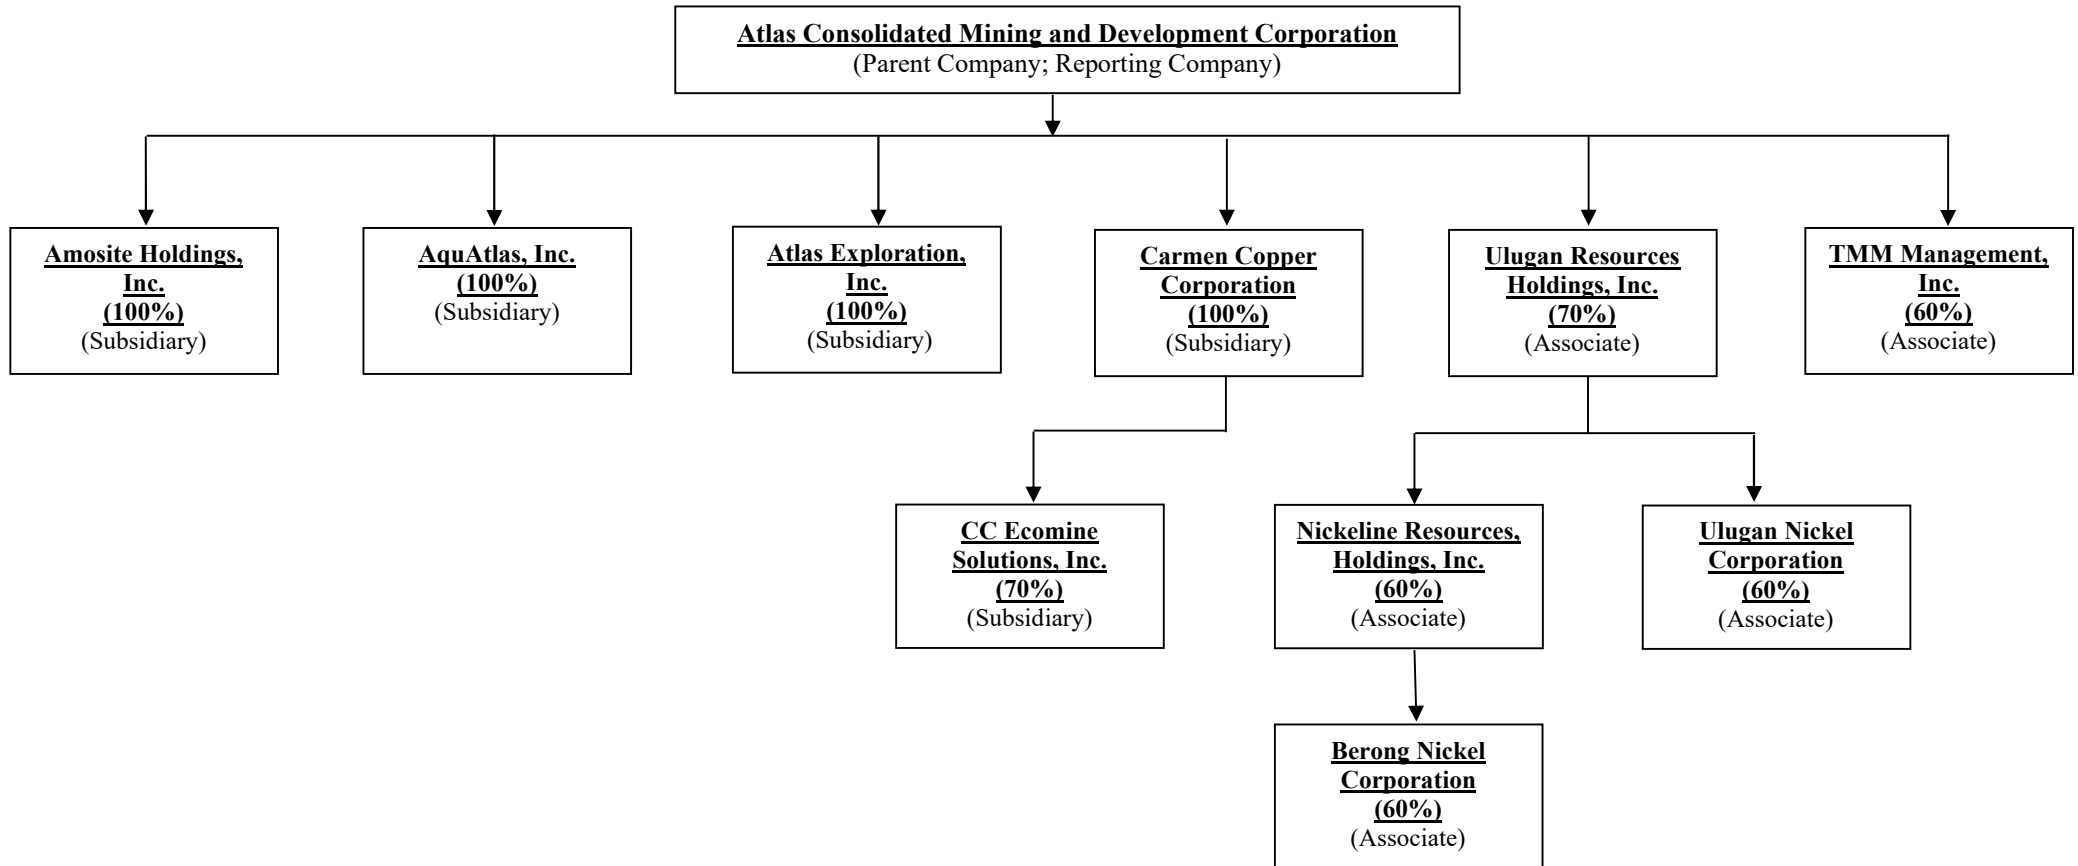 Atlas Consolidated Mining and Development Corporation
(Parent Company; Reporting Company)
Amosite Holdings,
Inc.
(100%)
(Subsidiary)
AquAtlas, Inc.
(100%)
(Subsidiary)
Atlas Exploration,
Inc.
(100%)
(Subsidiary)
Carmen Copper
Corporation
(100%)
(Subsidiary)
Ulugan Resources
Holdings, Inc.
(70%)
(Associate)
TMM Management,
Inc.
(60%)
(Associate)
CC Ecomine
Solutions, Inc.
(70%)
(Subsidiary)
Nickeline Resources,
Holdings, Inc.
(60%)
(Associate)
Ulugan Nickel
Corporation
(60%)
(Associate)
Berong Nickel
Corporation
(60%)
(Associate)